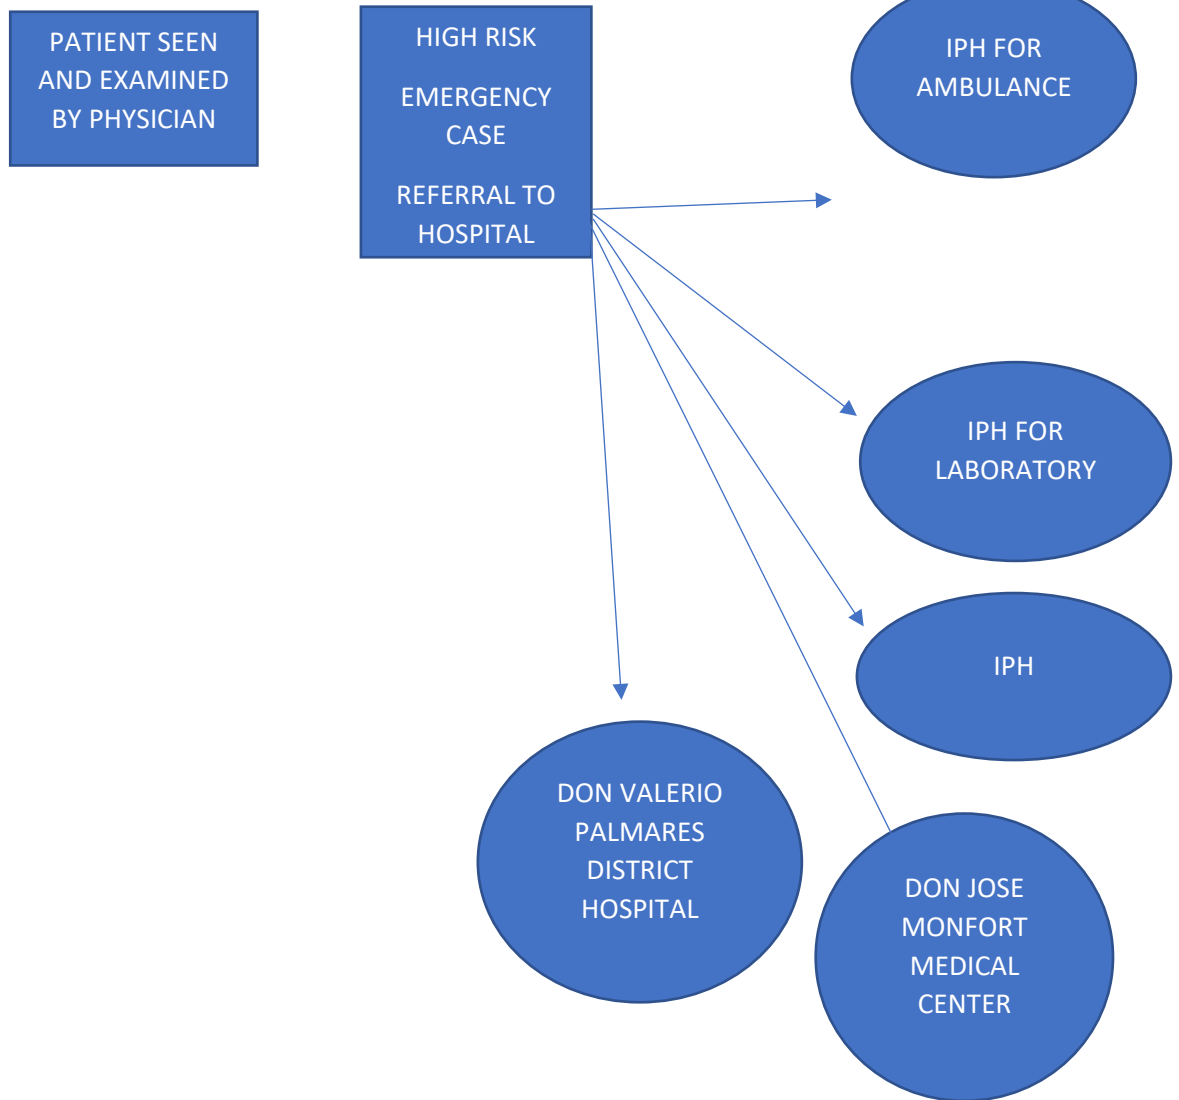 PATIENT SEEN
AND EXAMINED
BY PHYSICIAN
HIGH RISK
EMERGENCY
CASE
REFERRAL TO
HOSPITAL
IPH FOR
AMBULANCE
IPH FOR
LABORATORY
IPH
DON VALERIO
PALMARES
DISTRICT
HOSPITAL
DON JOSE
MONFORT
MEDICAL
CENTER